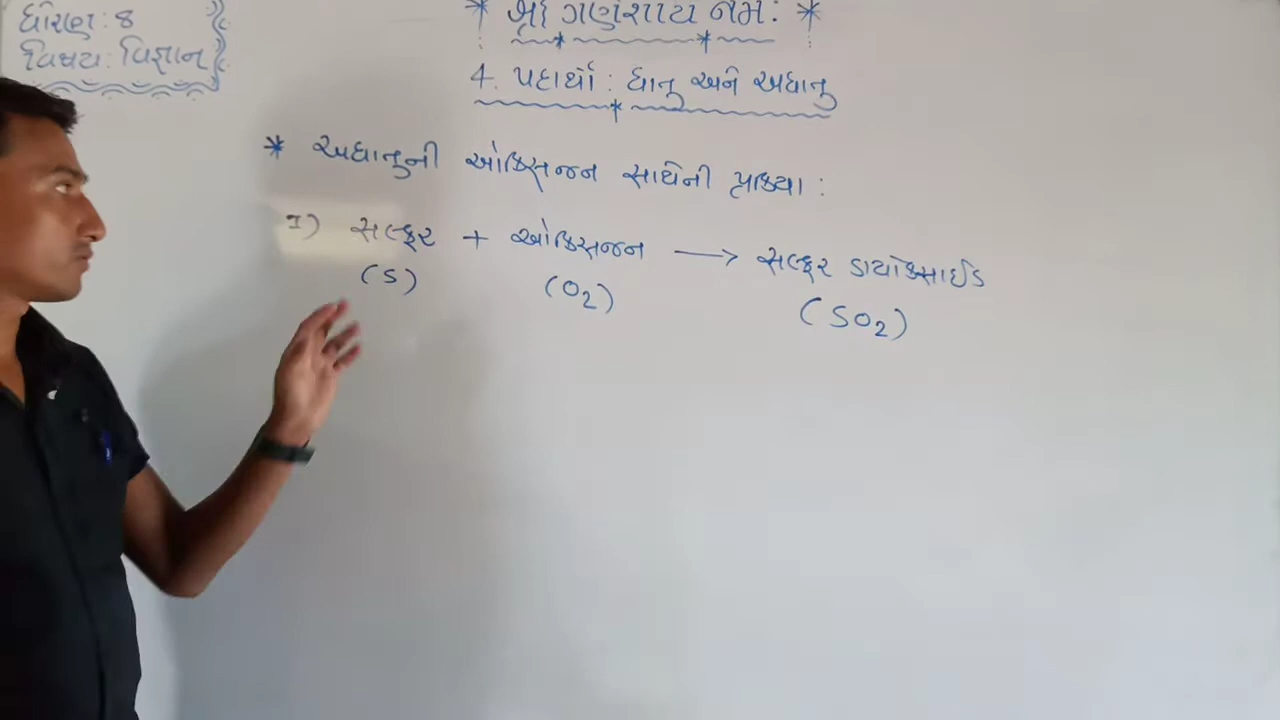 ધોરણ : 8
વિષય : વિજ્ઞાન
* શ્રી ગણેશાય નમઃ *
4. પદાર્થો : ધાતુ અને અધાતુ
* અધાતુની ઓક્સિજન સાથેની પ્રક્રિયા :
1) સલ્ફર + ઓક્સિજન ⟶ સલ્ફર ડાયોક્સાઈડ
(S) (O₂) (SO₂)